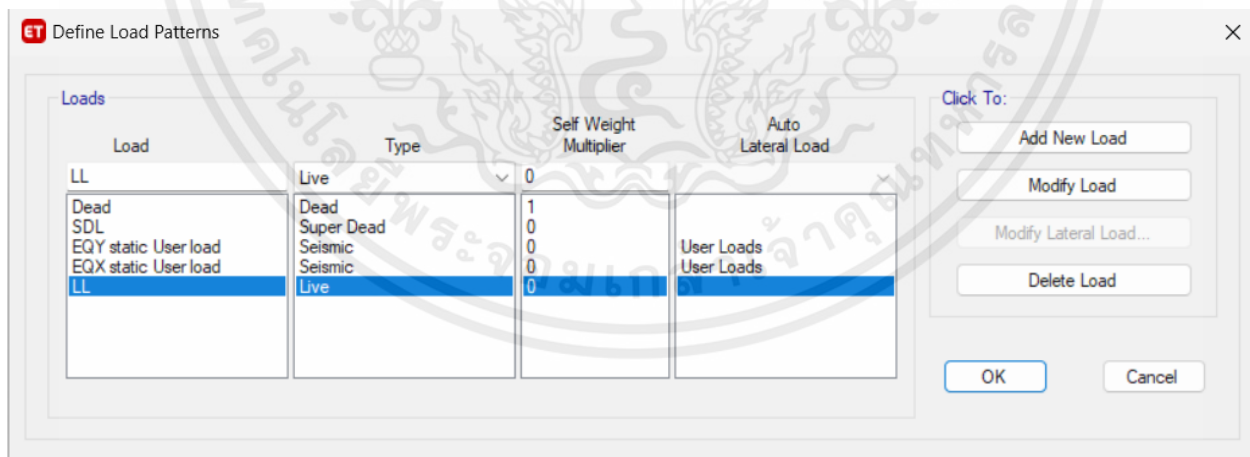 ET Define Load Patterns
Loads
Click To:
Load Type Self Weight Multiplier Auto Lateral Load
LL Live 0
Dead Dead 1
SDL Super Dead 0
EQY static User load Seismic 0 User Loads
EQX static User load Seismic 0 User Loads
LL Live 0
Add New Load
Modify Load
Modify Lateral Load...
Delete Load
OK Cancel